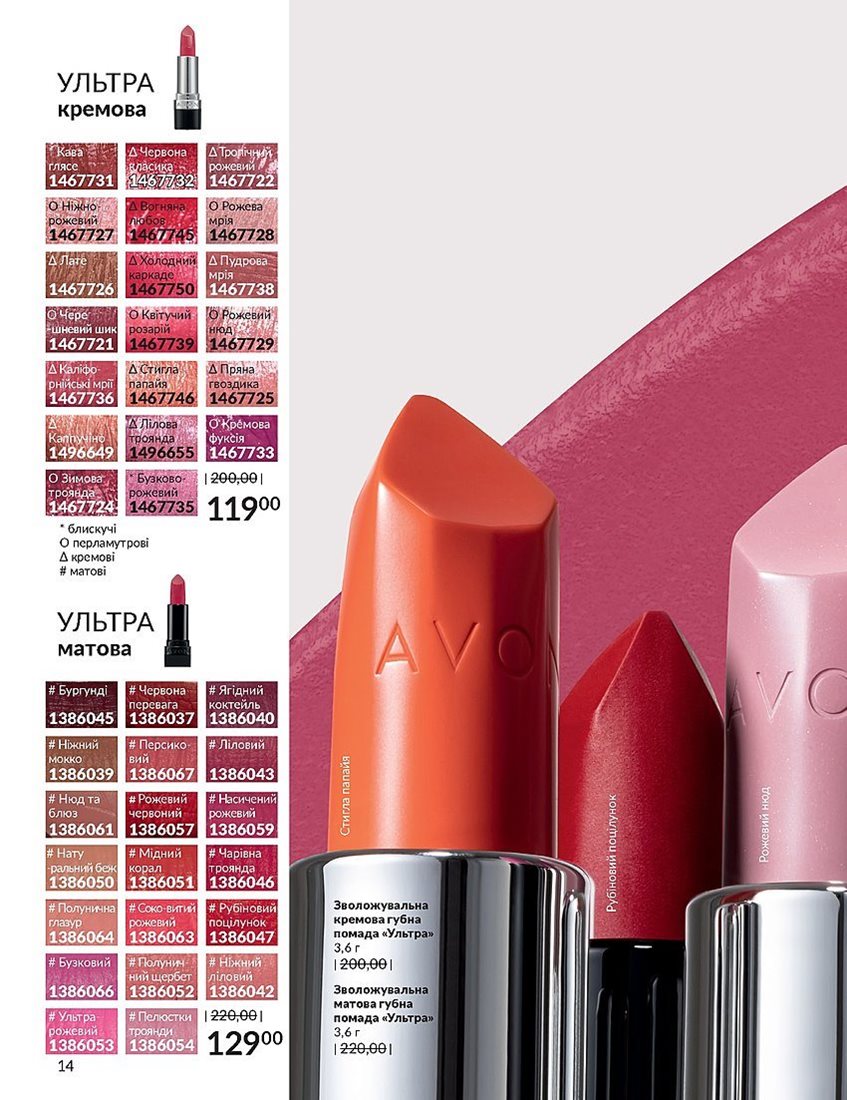 УЛЬТРА
кремова
* Кава
глясе
1467731
Δ Червона
класика
1467732
Δ Тропічний
рожевий
1467722
О Ніжно-
рожевий
1467727
Δ Вогняна
любов
1467745
О Рожева
мрія
1467728
Δ Лате
1467726
Δ Холодний
каркаде
1467750
Δ Пудрова
мрія
1467738
О Чере
-шневий шик
1467721
О Квітучий
розарій
1467739
О Рожевий
нюд
1467729
Δ Каліфо-
рнійські мрії
1467736
Δ Стигла
папайя
1467746
Δ Пряна
гвоздика
1467725
Δ
Каппучіно
1496649
Δ Лілова
троянда
1496655
О Кремова
фуксія
1467733
О Зимова
троянда
1467724
* Бузково-
рожевий
1467735
| 200,00 |
119⁰⁰
* блискучі
О перламутрові
Δ кремові
# матові
УЛЬТРА
матова
AVON
# Бургунді
1386045
# Червона
перевага
1386037
# Ягідний
коктейль
1386040
# Ніжний
мокко
1386039
# Персико-
вий
1386067
# Ліловий
1386043
# Нюд та
блюз
1386061
# Рожевий
червоний
1386057
# Насичений
рожевий
1386059
# Нату
-ральний беж
1386050
# Мідний
корал
1386051
# Чарівна
троянда
1386046
# Полунична
глазур
1386064
# Соко-витий
рожевий
1386063
# Рубіновий
поцілунок
1386047
# Бузковий
1386066
# Полунич-
ний щербет
1386052
# Ніжний
ліловий
1386042
# Ультра-
рожевий
1386053
# Пелюстки
троянди
1386054
| 220,00 |
129⁰⁰
14
AVON
Стигла папайя
Рубіновий поцілунок
AVO
Рожевий нюд
Зволожувальна
кремова губна
помада «Ультра»
3,6 г
| 200,00 |
Зволожувальна
матова губна
помада «Ультра»
3,6 г
| 220,00 |